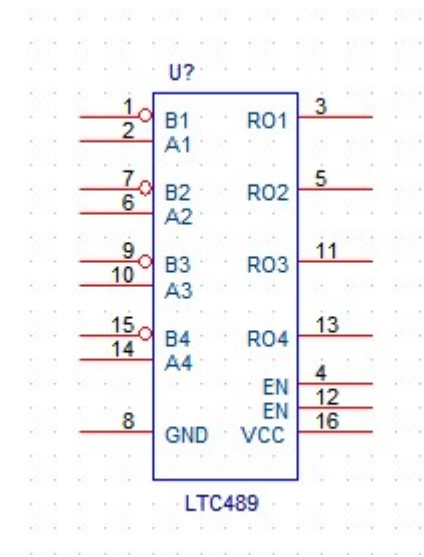 U?
1 B1 RO1 3
2 A1
7 B2 RO2 5
6 A2
9 B3 RO3 11
10 A3
15 B4 RO4 13
14 A4
EN 4
EN 12
8 GND VCC 16
LTC489